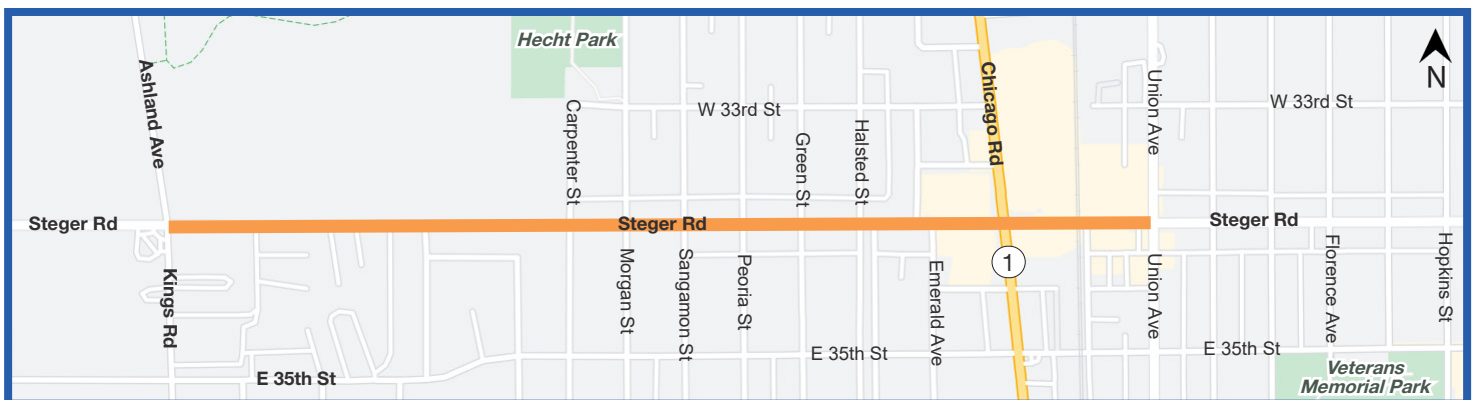 Hecht Park
N
Ashland Ave
Chicago Rd
Union Ave
W 33rd St
W 33rd St
Carpenter St
Green St
Halsted St
Steger Rd
Steger Rd
Steger Rd
1
Kings Rd
Morgan St
Sangamon St
Peoria St
Emerald Ave
Union Ave
Florence Ave
Hopkins St
E 35th St
E 35th St
E 35th St
Veterans
Memorial Park